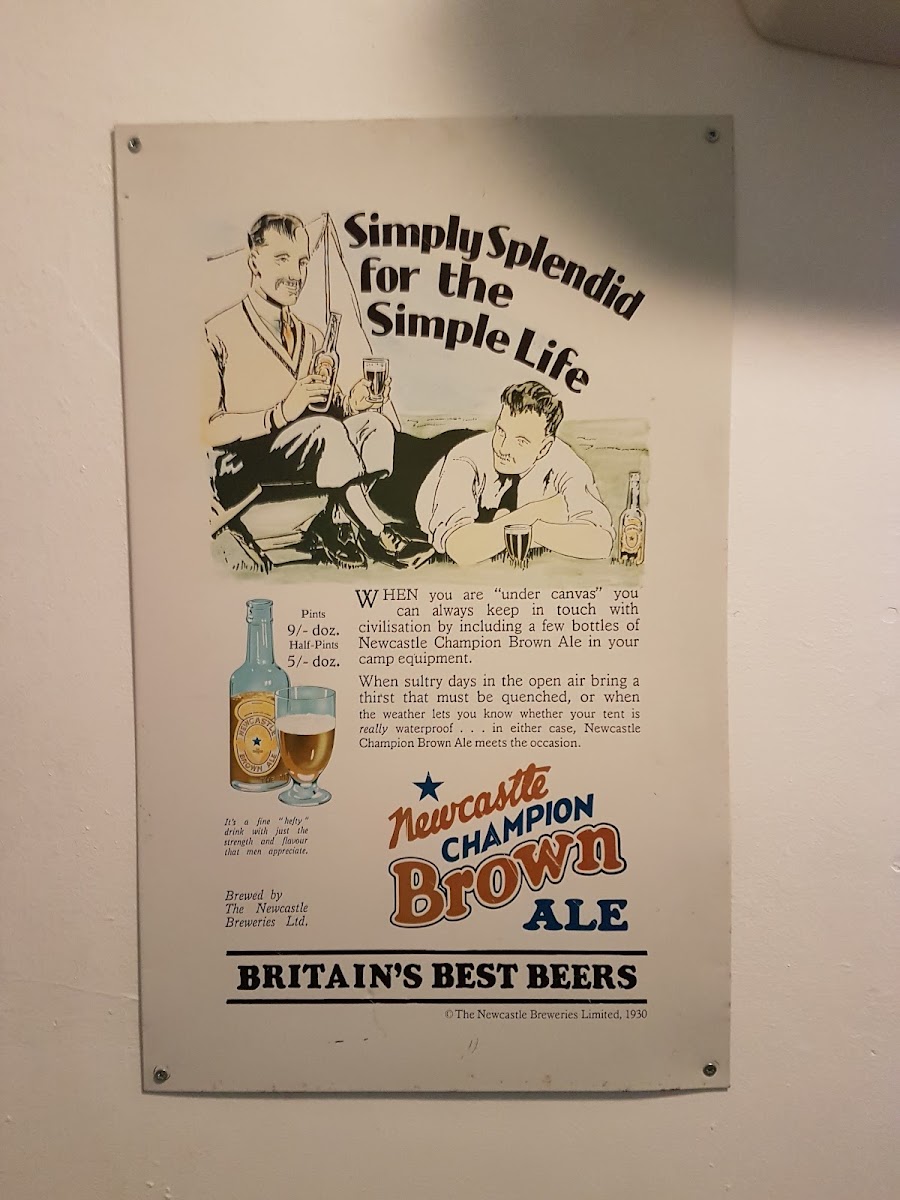 Simply Splendid
for the
Simple Life
WHEN you are "under canvas" you
can always keep in touch with
civilisation by including a few bottles of
Newcastle Champion Brown Ale in your
camp equipment.
When sultry days in the open air bring a
thirst that must be quenched, or when
the weather lets you know whether your tent is
really waterproof . . . in either case, Newcastle
Champion Brown Ale meets the occasion.
Pints
9/- doz.
Half-Pints
5/- doz.
NEWCASTLE
BROWN ALE
It's a fine "hefty"
drink with just the
strength and flavour
that men appreciate.
Brewed by
The Newcastle
Breweries Ltd.
Newcastle
CHAMPION
Brown
ALE
BRITAIN'S BEST BEERS
© The Newcastle Breweries Limited, 1930